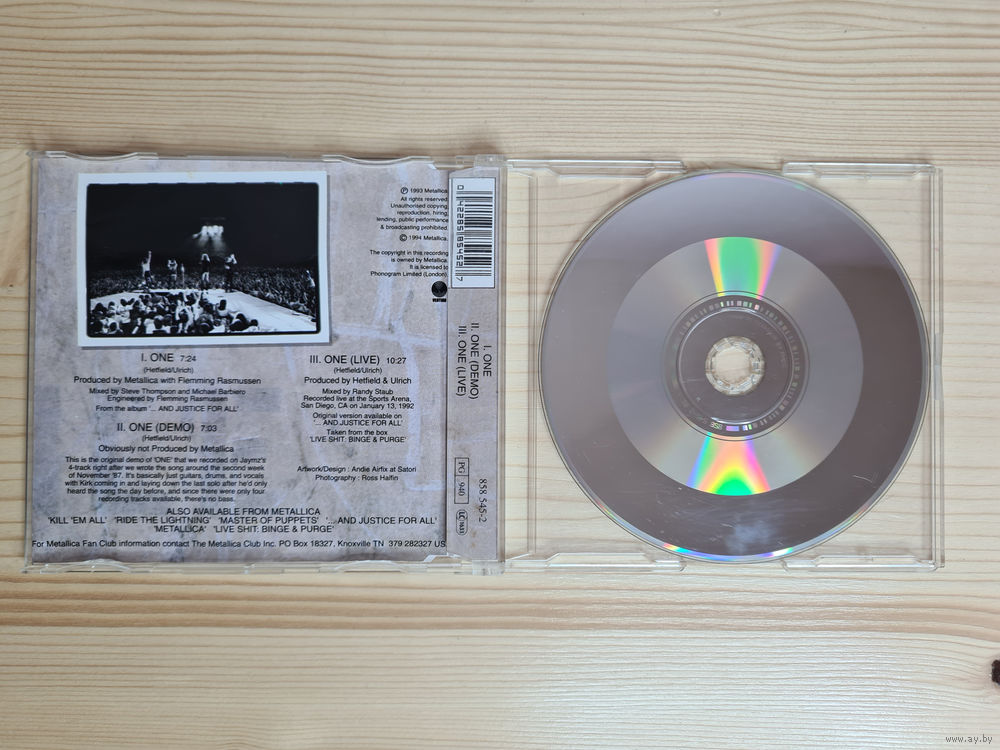 ℗ 1993 Metallica.
All rights reserved.
Unauthorised copying,
reproduction, hiring,
lending, public performance
& broadcasting prohibited.
© 1994 Metallica.
The copyright in this recording
is owned by Metallica.
It is licensed to
Phonogram Limited (London).
VERTIGO
I. ONE 7:24
(Hetfield/Ulrich)
Produced by Metallica with Flemming Rasmussen
Mixed by Steve Thompson and Michael Barbiero
Engineered by Flemming Rasmussen
From the album '... AND JUSTICE FOR ALL'
II. ONE (DEMO) 7:03
(Hetfield/Ulrich)
Obviously not Produced by Metallica
This is the original demo of 'ONE' that we recorded on Jaymz's
4-track right after we wrote the song around the second week
of November '87. It's basically just guitars, drums, and vocals
with Kirk coming in and laying down the last solo after he'd only
heard the song the day before, and since there were only four
recording tracks available, there's no bass.
III. ONE (LIVE) 10:27
(Hetfield/Ulrich)
Produced by Hetfield & Ulrich
Mixed by Randy Staub
Recorded live at the Sports Arena,
San Diego, CA on January 13, 1992
Original version available on
'... AND JUSTICE FOR ALL'
Taken from the box
'LIVE SHIT: BINGE & PURGE'
Artwork/Design : Andie Airfix at Satori
Photography : Ross Halfin
ALSO AVAILABLE FROM METALLICA
'KILL 'EM ALL' 'RIDE THE LIGHTNING' 'MASTER OF PUPPETS' '... AND JUSTICE FOR ALL'
'METALLICA' 'LIVE SHIT: BINGE & PURGE'
For Metallica Fan Club information contact The Metallica Club Inc. PO Box 18327, Knoxville TN 379 282327 US
0 42285 85452 7
I. ONE
II. ONE (DEMO)
III. ONE (LIVE)
858 545-2
PG 940
www.ay.by